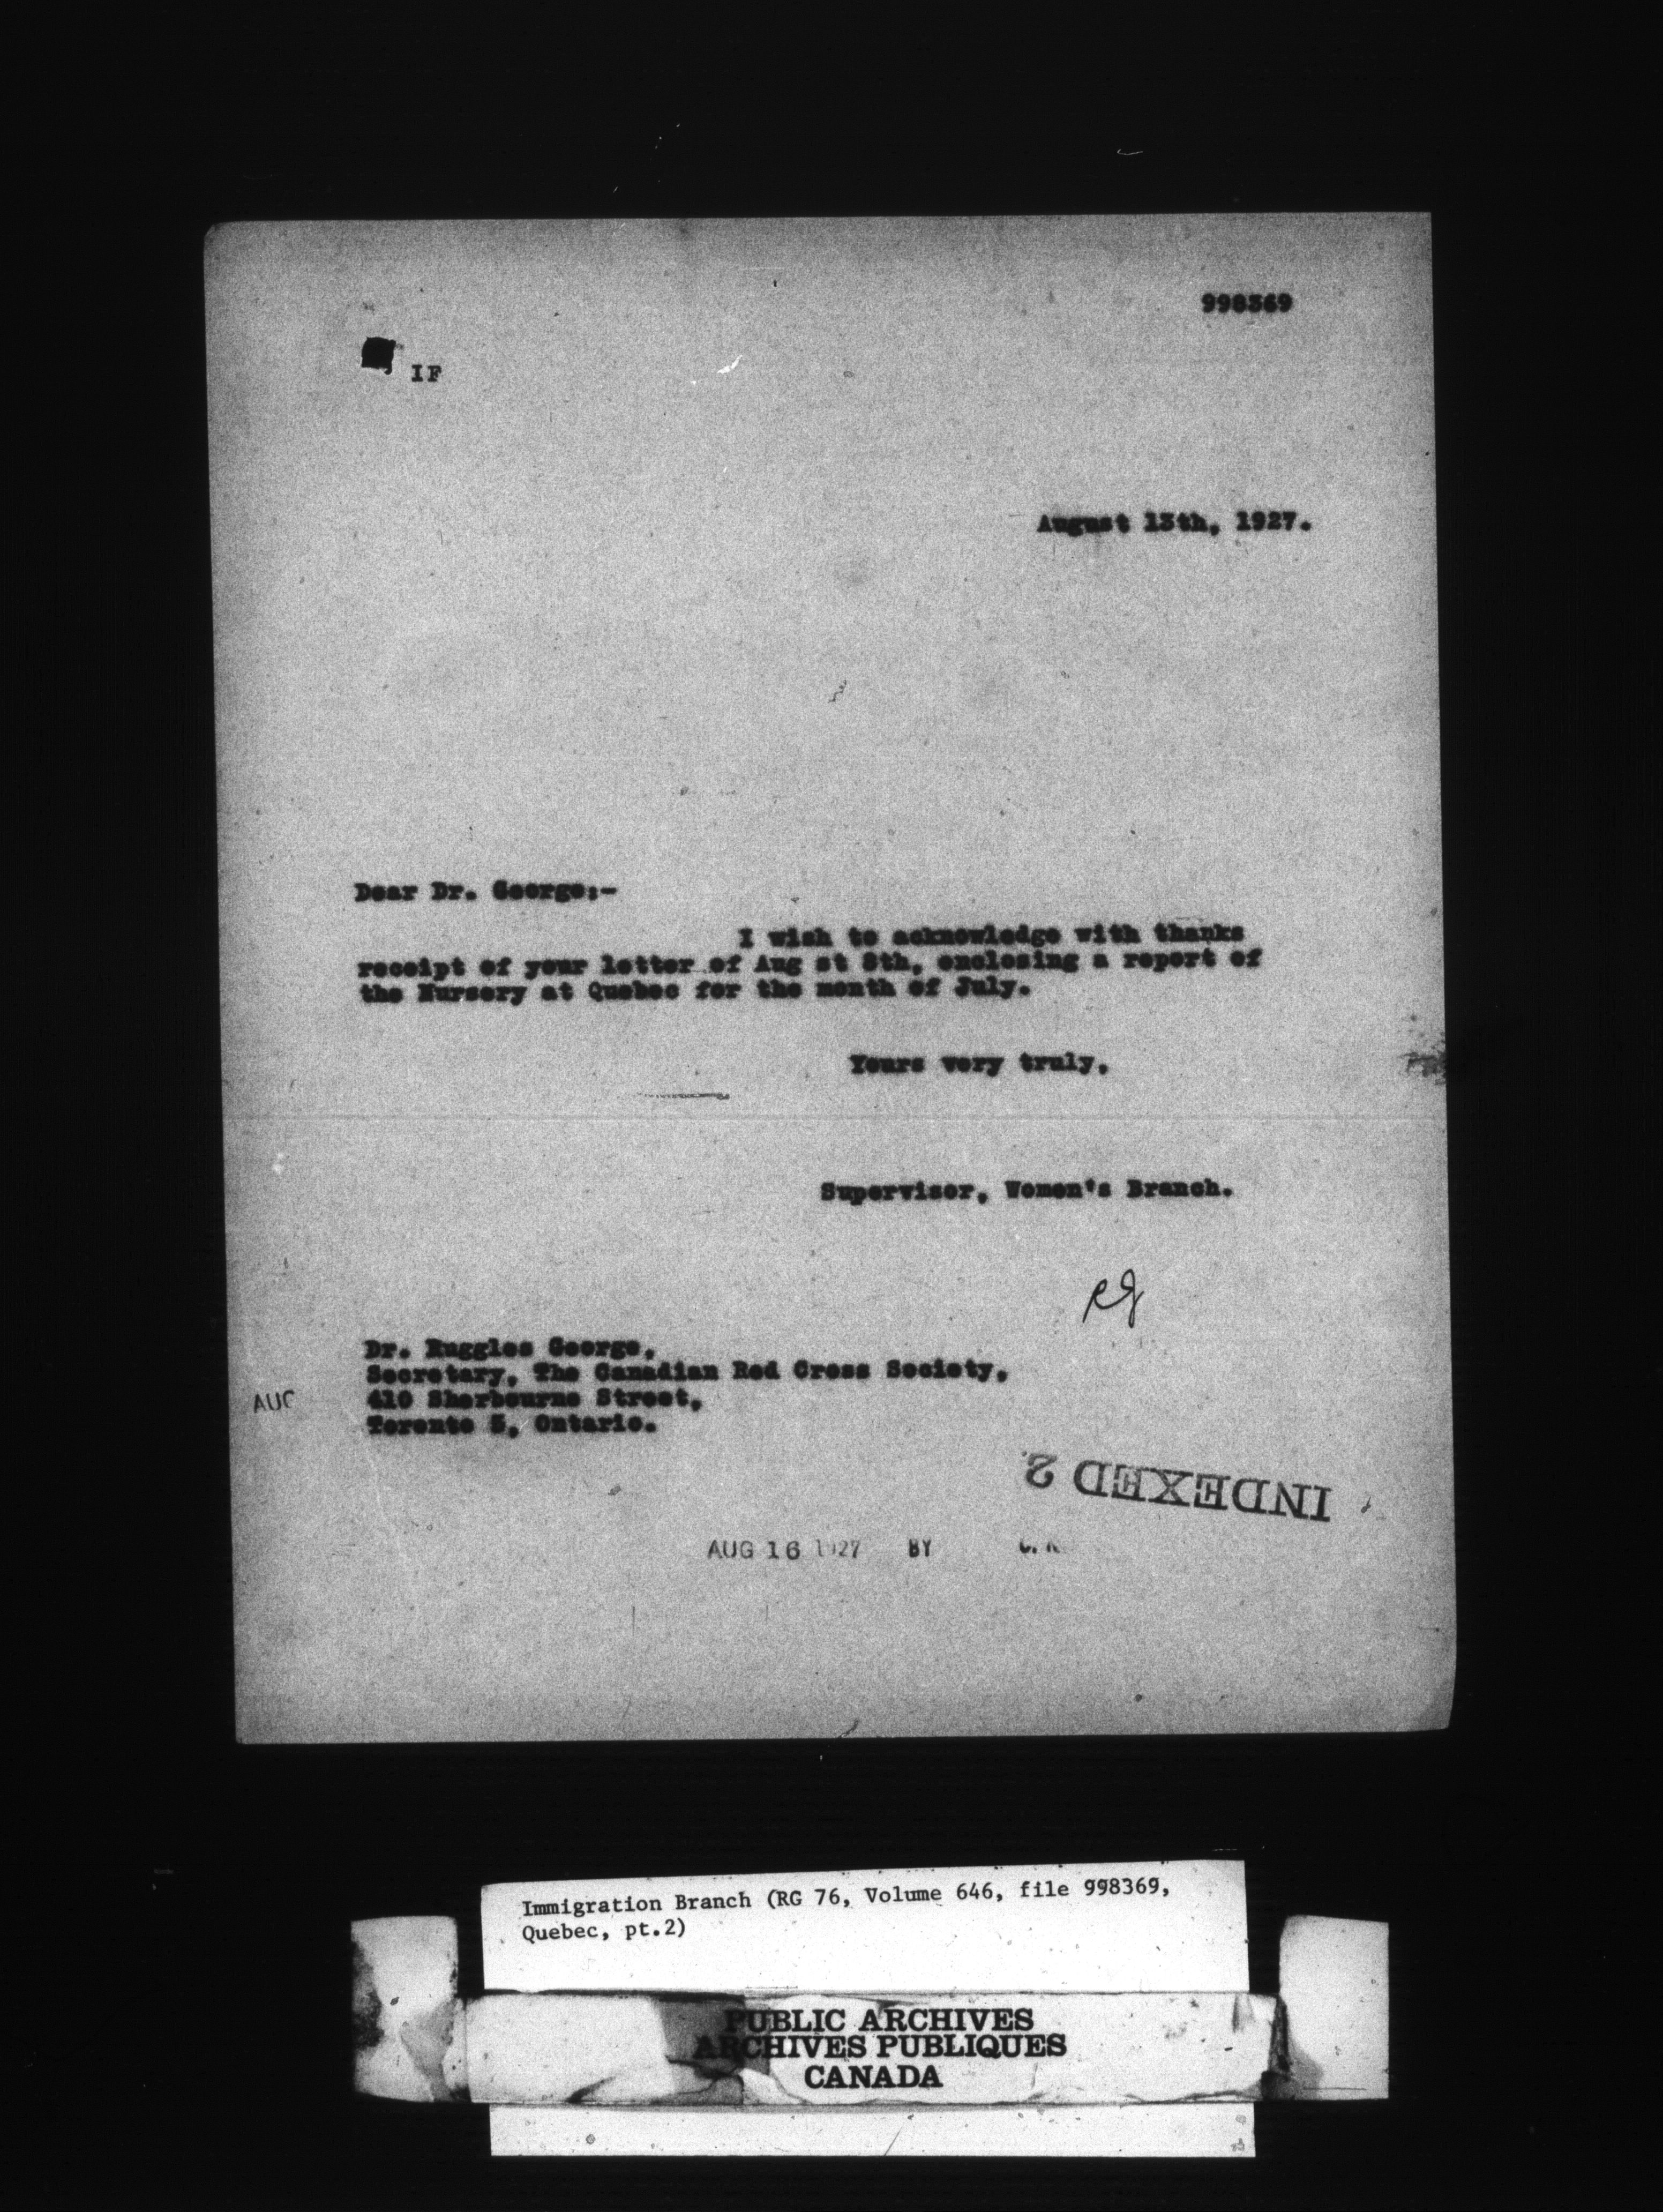 998369
IF
August 13th, 1927.
Dear Dr. George:-
I wish to acknowledge with thanks
receipt of your letter of Aug st 8th, enclosing a report of
the Nursery at Quebec for the month of July.
Yours very truly,
Supervisor, Women's Branch.
RJ
Dr. Ruggles George,
Secretary, The Canadian Red Cross Society,
410 Sherbourne Street,
Toronto 5, Ontario.
AUG
INDEXED 2
AUG 16 1927 BY
Immigration Branch (RG 76, Volume 646, file 998369,
Quebec, pt.2)
PUBLIC ARCHIVES
ARCHIVES PUBLIQUES
CANADA